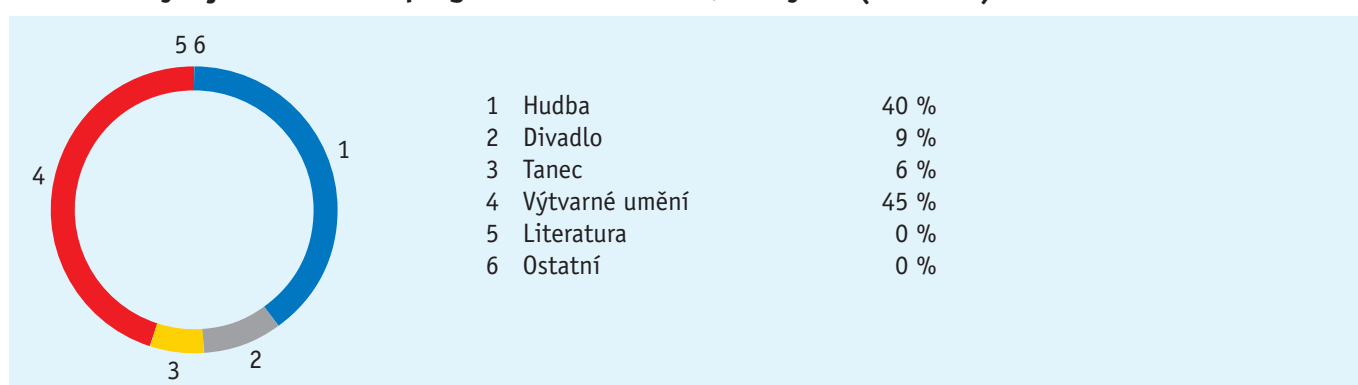 5 6
1
4
2
3
1 Hudba 40 %
2 Divadlo 9 %
3 Tanec 6 %
4 Výtvarné umění 45 %
5 Literatura 0 %
6 Ostatní 0 %